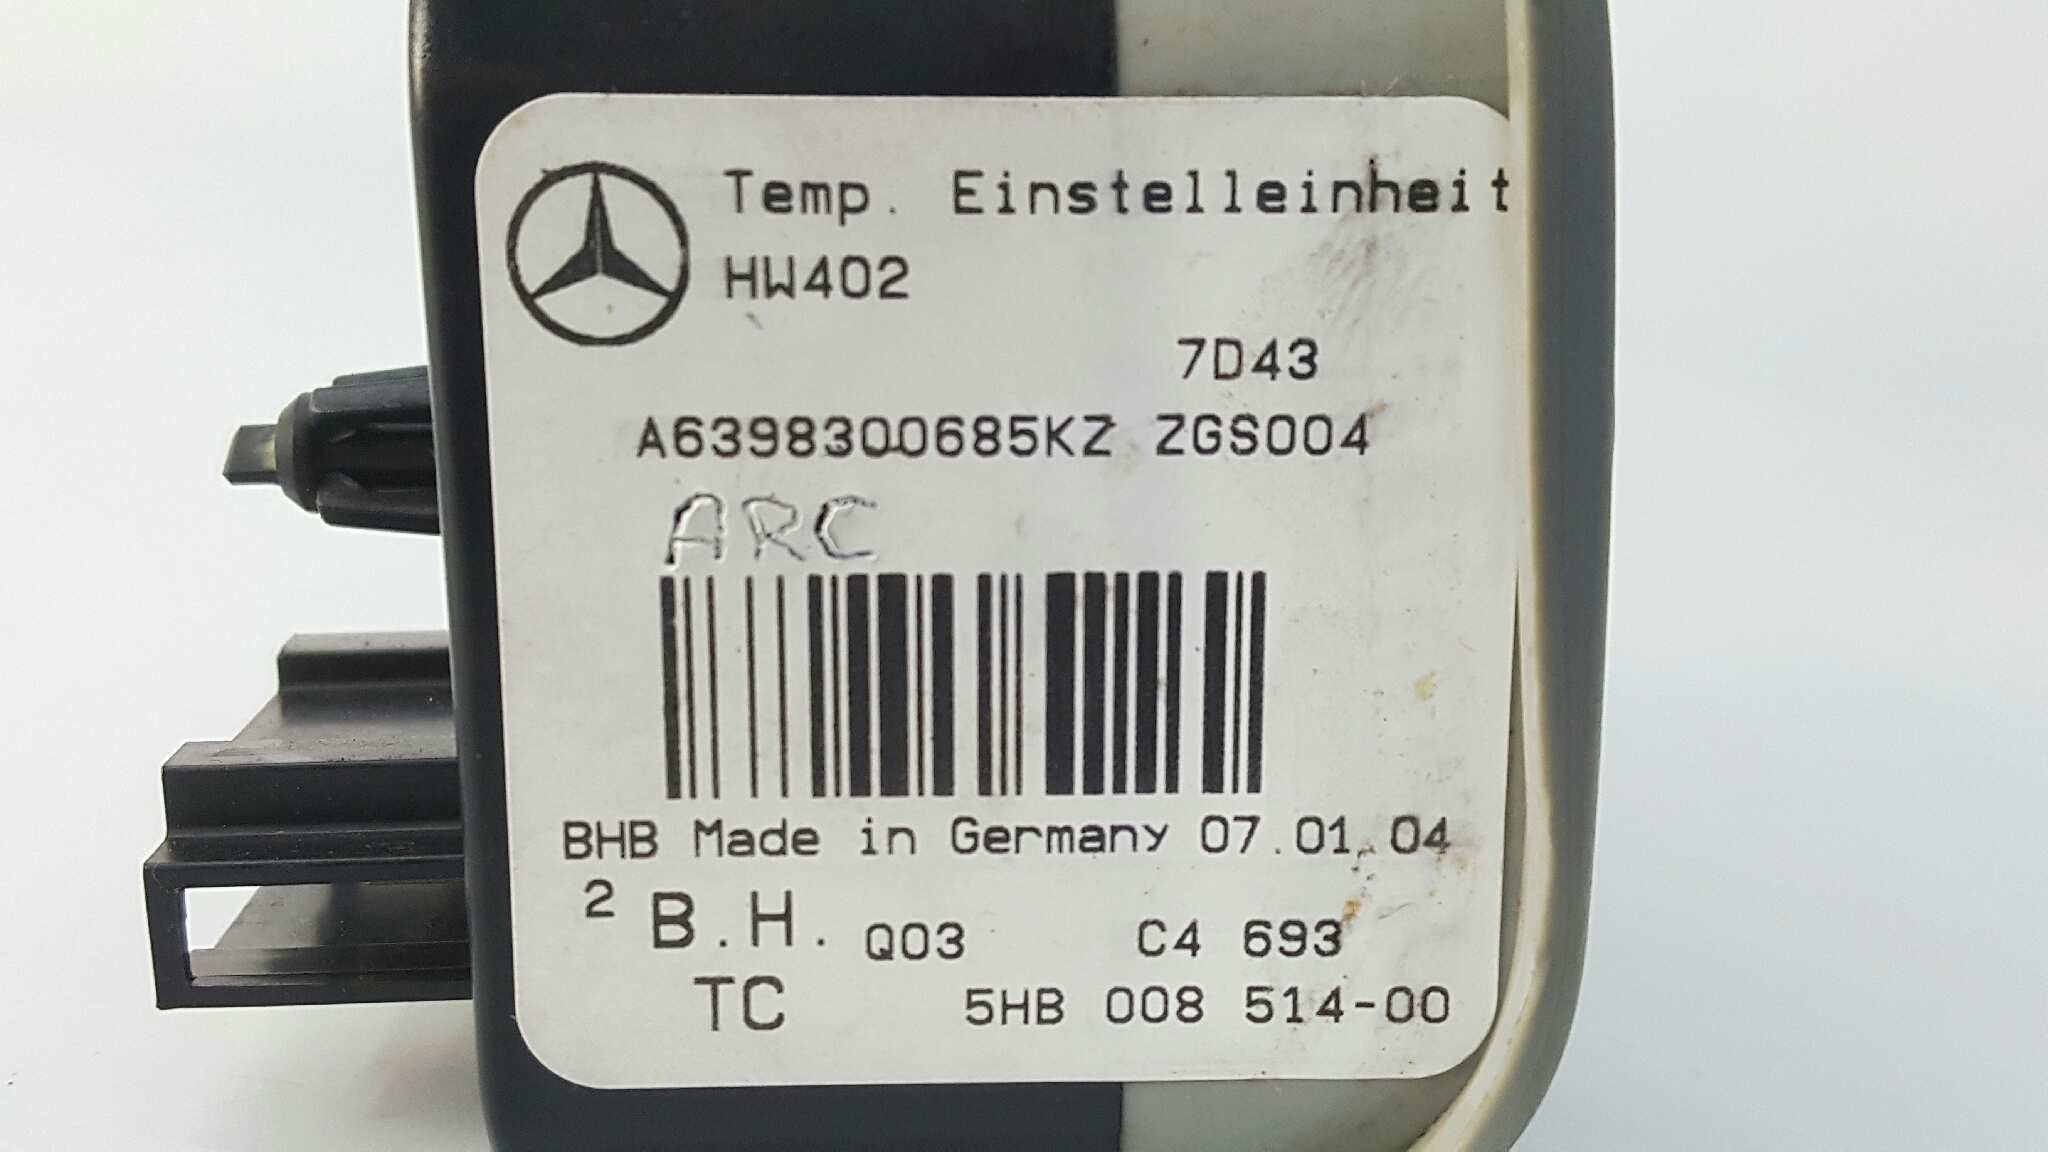 Temp. Einstelleinheit
HW402
7D43
A6398300685KZ ZGS004
ARC
BHB Made in Germany 07.01.04
2 B.H. Q03 C4 693
TC 5HB 008 514-00